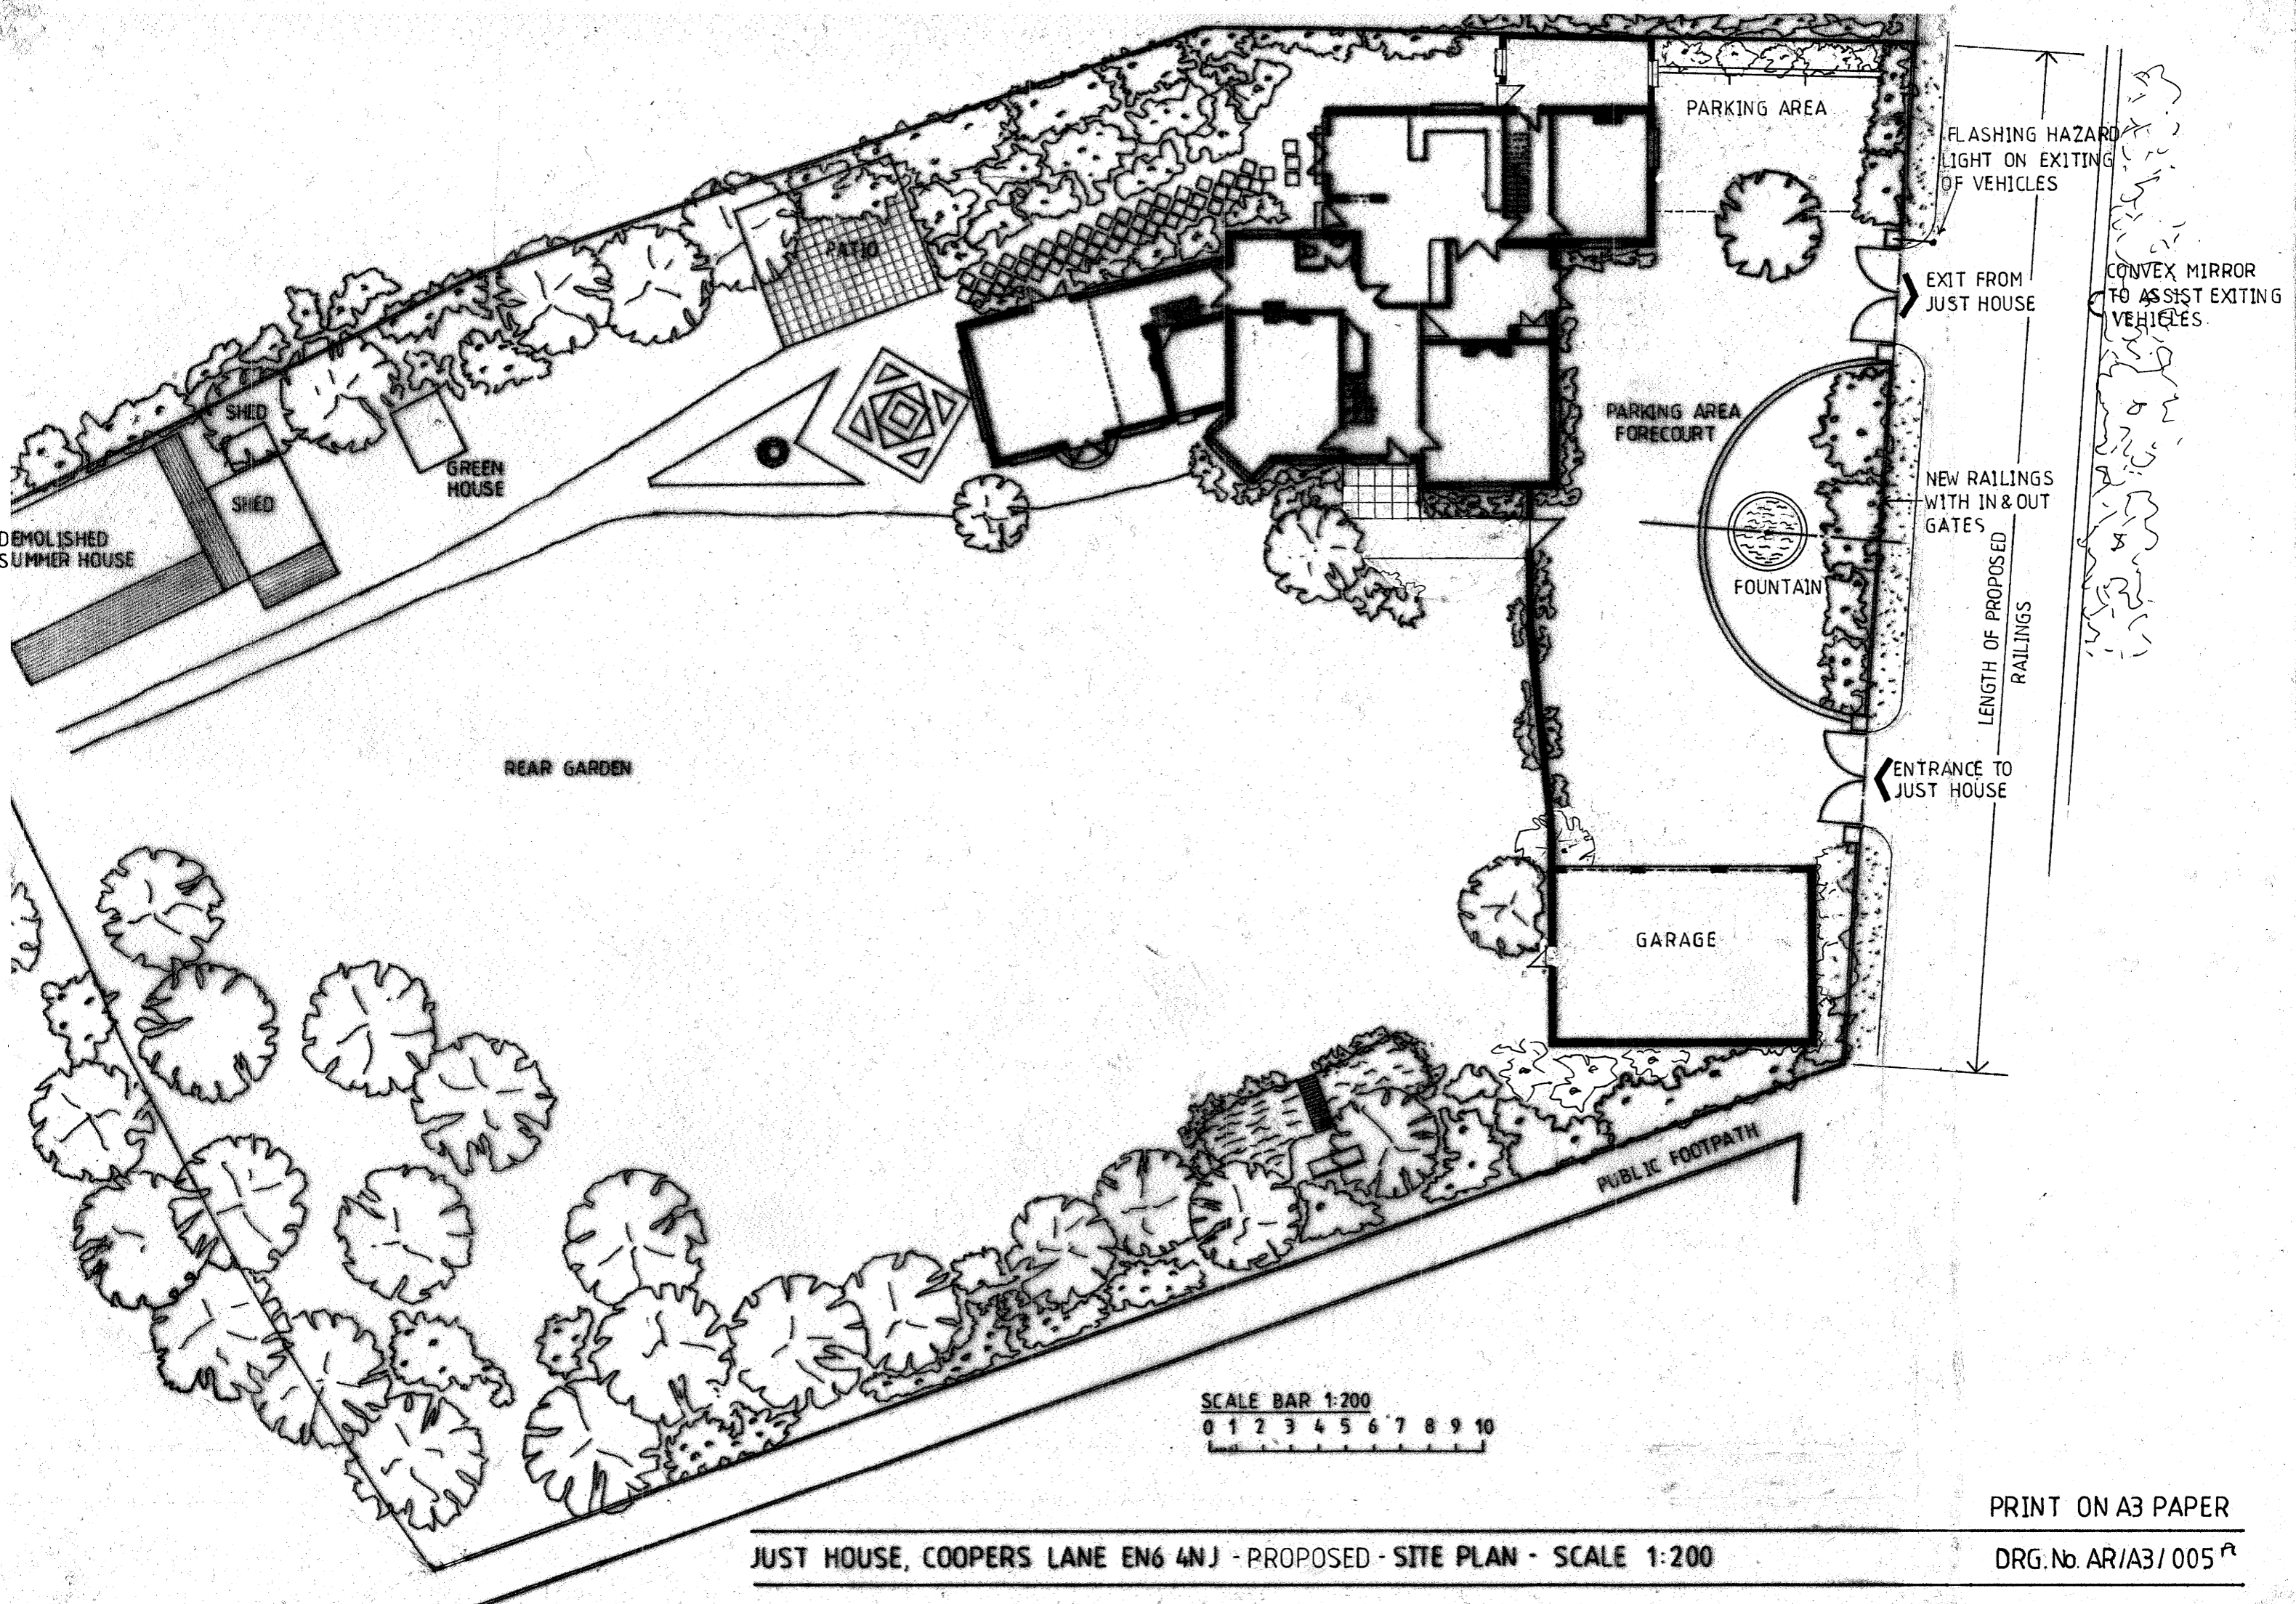 PARKING AREA
FLASHING HAZARD
LIGHT ON EXITING
OF VEHICLES
PATIO
EXIT FROM
JUST HOUSE
CONVEX MIRROR
TO ASSIST EXITING
VEHICLES
SHED
PARKING AREA
FORECOURT
GREEN
HOUSE
SHED
NEW RAILINGS
WITH IN & OUT
GATES
DEMOLISHED
SUMMER HOUSE
FOUNTAIN
LENGTH OF PROPOSED
RAILINGS
REAR GARDEN
ENTRANCE TO
JUST HOUSE
GARAGE
PUBLIC FOOTPATH
SCALE BAR 1:200
0 1 2 3 4 5 6 7 8 9 10
PRINT ON A3 PAPER
JUST HOUSE, COOPERS LANE EN6 4NJ - PROPOSED - SITE PLAN - SCALE 1:200
DRG. No. AR/A3/005 A